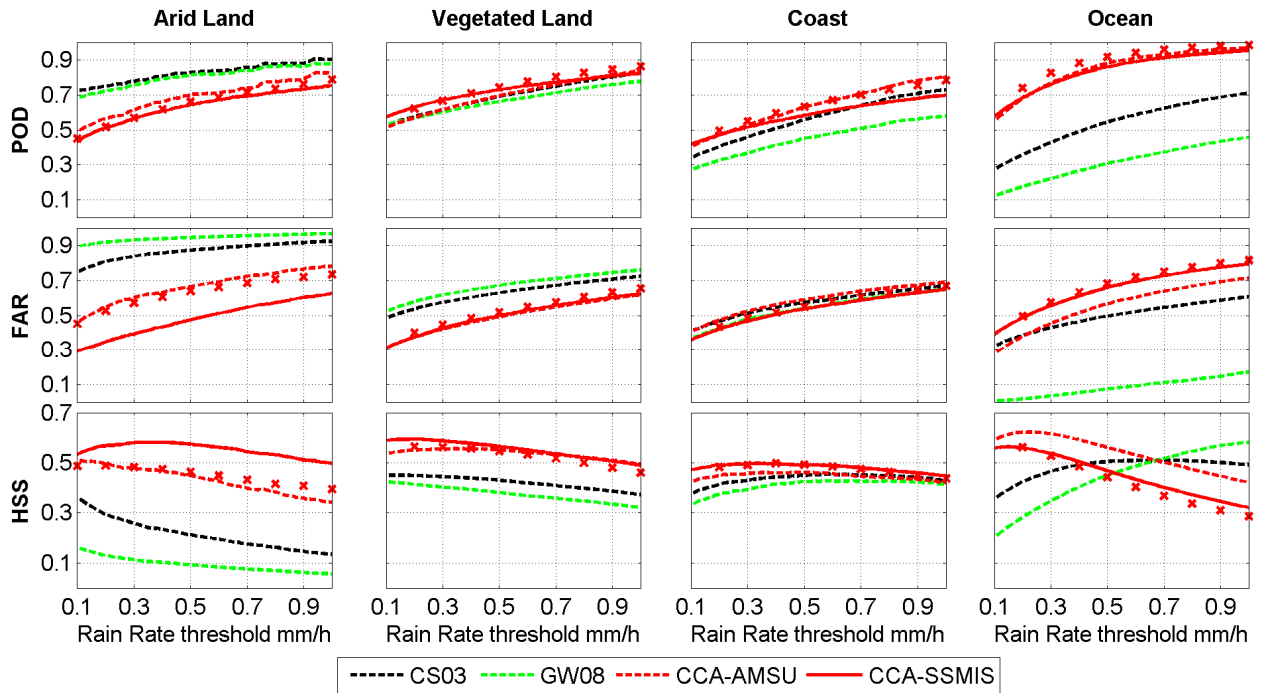 Arid Land Vegetated Land Coast Ocean
POD
0.9
0.7
0.5
0.3
0.1
FAR
0.9
0.7
0.5
0.3
0.1
HSS
0.7
0.5
0.3
0.1
0.1 0.3 0.5 0.7 0.9 0.1 0.3 0.5 0.7 0.9 0.1 0.3 0.5 0.7 0.9 0.1 0.3 0.5 0.7 0.9
Rain Rate threshold mm/h Rain Rate threshold mm/h Rain Rate threshold mm/h Rain Rate threshold mm/h
CS03 GW08 CCA-AMSU CCA-SSMIS